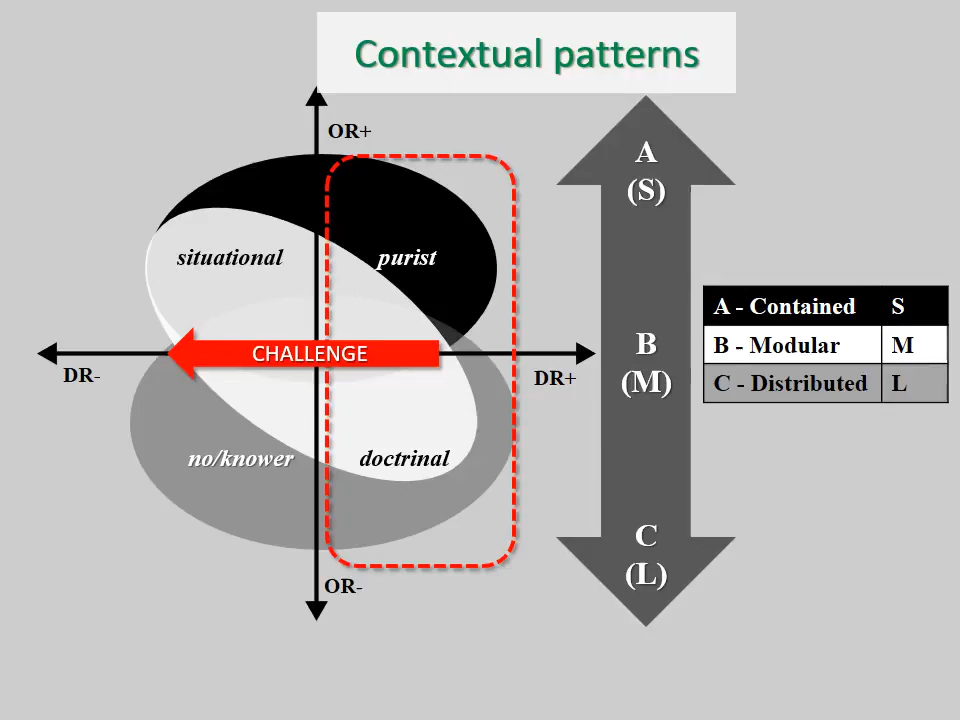 Contextual patterns
OR+
A
(S)
situational
purist
A - Contained S
B - Modular M
C - Distributed L
CHALLENGE
B
(M)
DR-
DR+
no/knower
doctrinal
C
(L)
OR-